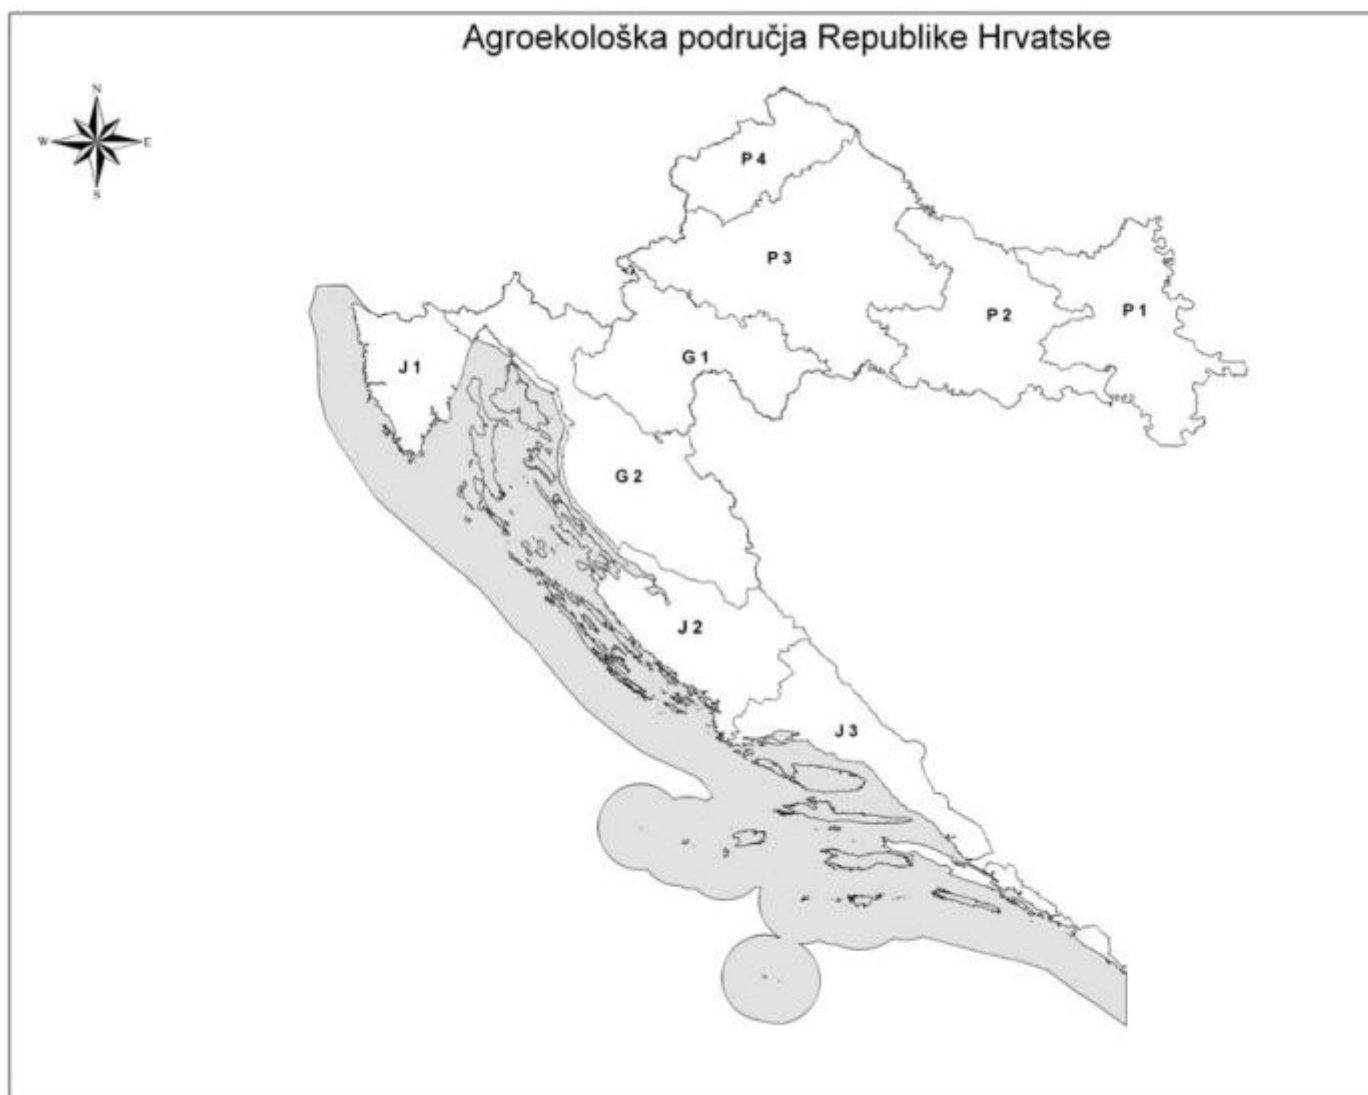 Agroekološka područja Republike Hrvatske
N
W E
S
P 4
P 3
P 2
P 1
J 1
G 1
G 2
J 2
J 3